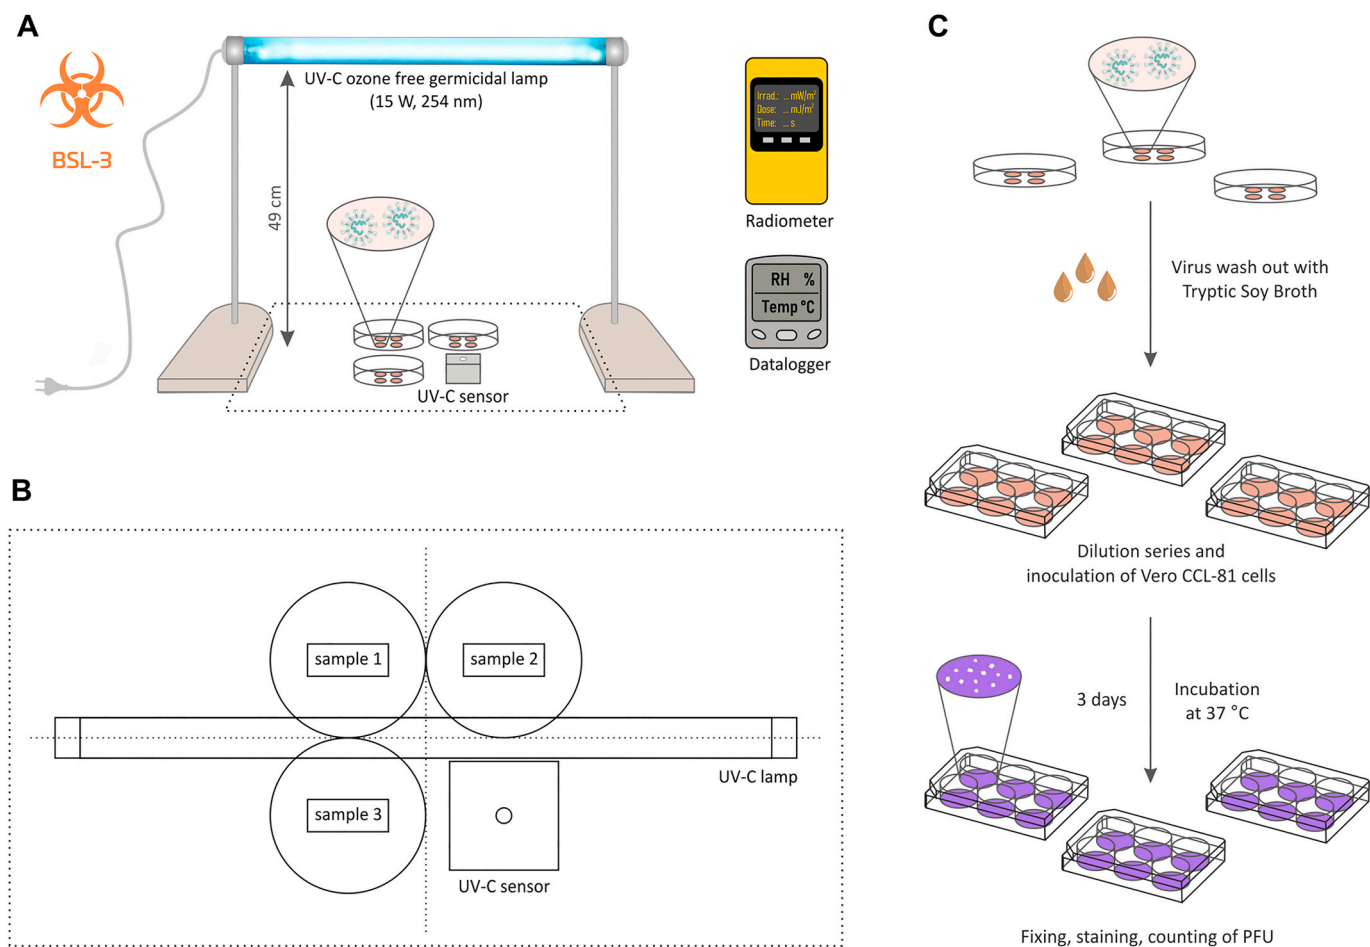 A
BSL-3
UV-C ozone free germicidal lamp
(15 W, 254 nm)
49 cm
UV-C sensor
Irrad.: ... mW/m²
Dose: ... mJ/m²
Time: ... s
Radiometer
RH %
Temp °C
Datalogger
B
sample 1
sample 2
sample 3
UV-C lamp
UV-C sensor
C
Virus wash out with
Tryptic Soy Broth
Dilution series and
inoculation of Vero CCL-81 cells
3 days
Incubation
at 37 °C
Fixing, staining, counting of PFU